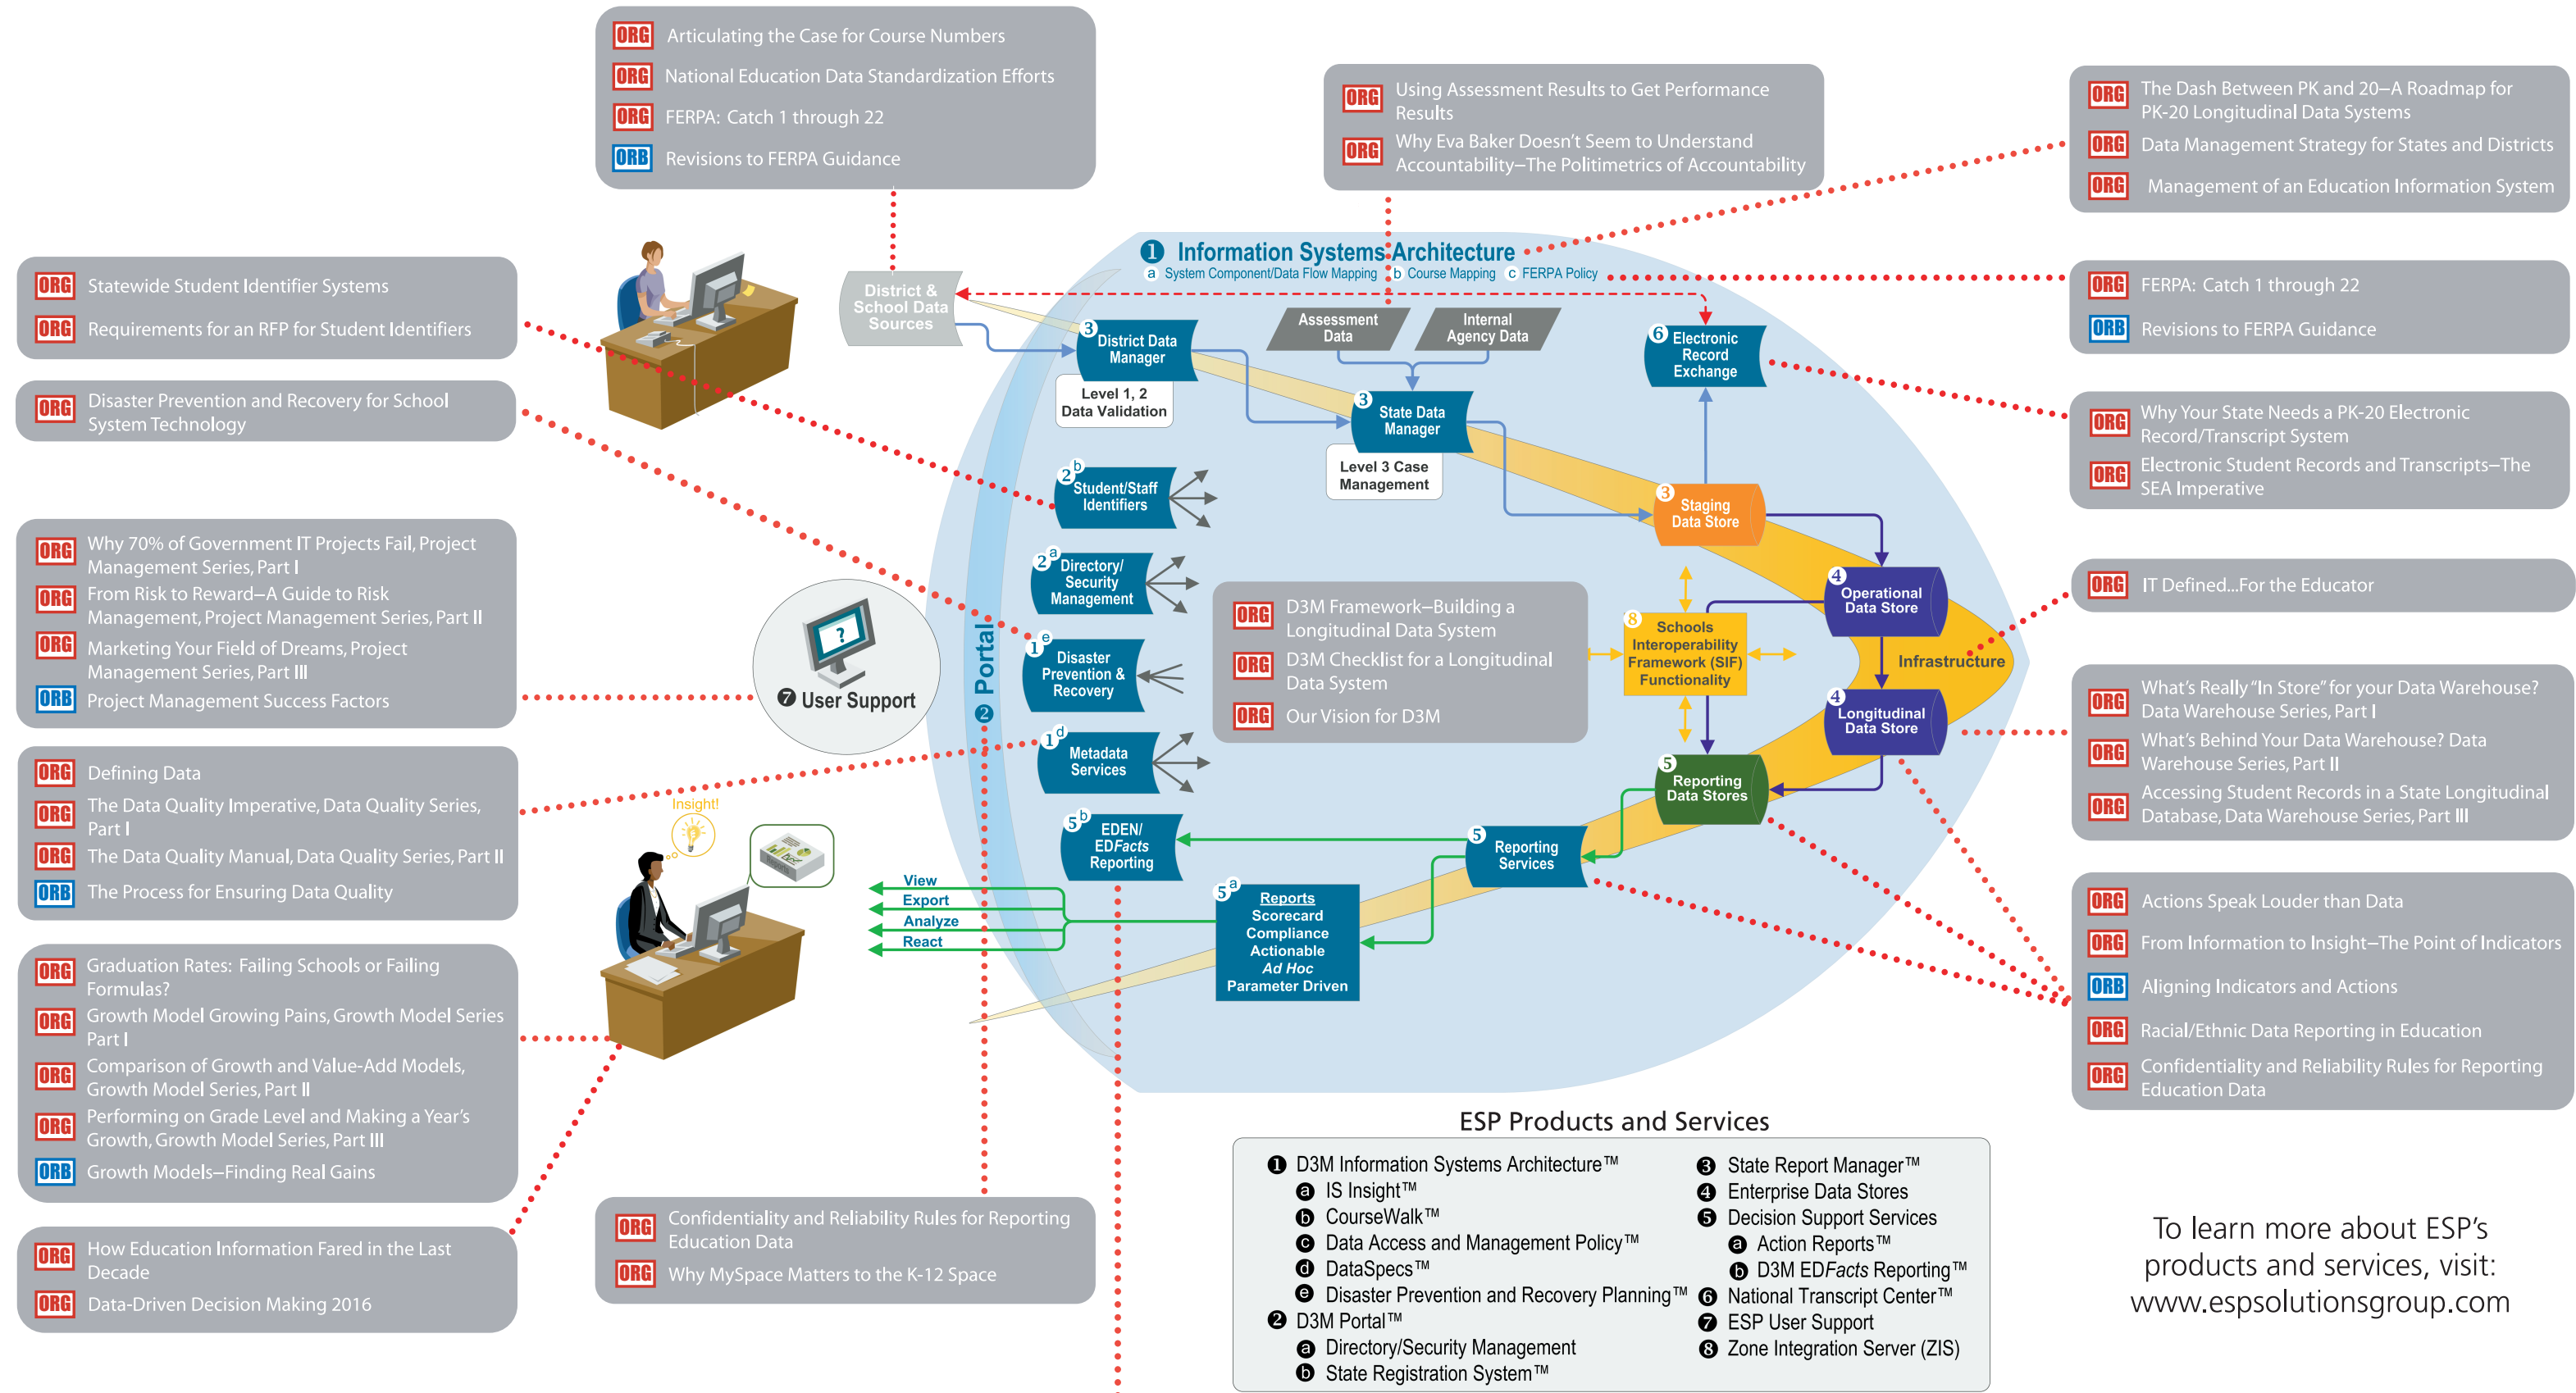 ORG Articulating the Case for Course Numbers
ORG National Education Data Standardization Efforts
ORG FERPA: Catch 1 through 22
ORB Revisions to FERPA Guidance
ORG Using Assessment Results to Get Performance
Results
ORG Why Eva Baker Doesn't Seem to Understand
Accountability–The Politimetrics of Accountability
ORG The Dash Between PK and 20–A Roadmap for
PK-20 Longitudinal Data Systems
ORG Data Management Strategy for States and Districts
ORG Management of an Education Information System
ORG Statewide Student Identifier Systems
ORG Requirements for an RFP for Student Identifiers
ORG Disaster Prevention and Recovery for School
System Technology
ORG Why 70% of Government IT Projects Fail, Project
Management Series, Part I
ORG From Risk to Reward–A Guide to Risk
Management, Project Management Series, Part II
ORG Marketing Your Field of Dreams, Project
Management Series, Part III
ORB Project Management Success Factors
ORG Defining Data
ORG The Data Quality Imperative, Data Quality Series,
Part I
ORG The Data Quality Manual, Data Quality Series, Part II
ORB The Process for Ensuring Data Quality
ORG Graduation Rates: Failing Schools or Failing
Formulas?
ORG Growth Model Growing Pains, Growth Model Series
Part I
ORG Comparison of Growth and Value-Add Models,
Growth Model Series, Part II
ORG Performing on Grade Level and Making a Year's
Growth, Growth Model Series, Part III
ORB Growth Models–Finding Real Gains
ORG How Education Information Fared in the Last
Decade
ORG Data-Driven Decision Making 2016
1 Information Systems Architecture
a System Component/Data Flow Mapping b Course Mapping c FERPA Policy
District &
School Data
Sources
3 District Data
Manager
Level 1, 2
Data Validation
Assessment
Data
Internal
Agency Data
3 State Data
Manager
Level 3 Case
Management
6 Electronic
Record
Exchange
3 Staging
Data Store
2 b
Student/Staff
Identifiers
2 a
Directory/
Security
Management
1 e
Disaster
Prevention &
Recovery
1 d
Metadata
Services
5 b
EDEN/
EDFacts
Reporting
2 Portal
?
7 User Support
ORG D3M Framework–Building a
Longitudinal Data System
ORG D3M Checklist for a Longitudinal
Data System
ORG Our Vision for D3M
8 Schools
Interoperability
Framework (SIF)
Functionality
4 Operational
Data Store
Infrastructure
4 Longitudinal
Data Store
5 Reporting
Data Stores
5 Reporting
Services
5 a
Reports
Scorecard
Compliance
Actionable
Ad Hoc
Parameter Driven
View
Export
Analyze
React
Insight!
ORG FERPA: Catch 1 through 22
ORB Revisions to FERPA Guidance
ORG Why Your State Needs a PK-20 Electronic
Record/Transcript System
ORG Electronic Student Records and Transcripts–The
SEA Imperative
ORG IT Defined...For the Educator
ORG What's Really "In Store" for your Data Warehouse?
Data Warehouse Series, Part I
ORG What's Behind Your Data Warehouse? Data
Warehouse Series, Part II
ORG Accessing Student Records in a State Longitudinal
Database, Data Warehouse Series, Part III
ORG Actions Speak Louder than Data
ORG From Information to Insight–The Point of Indicators
ORB Aligning Indicators and Actions
ORG Racial/Ethnic Data Reporting in Education
ORG Confidentiality and Reliability Rules for Reporting
Education Data
ORG Confidentiality and Reliability Rules for Reporting
Education Data
ORG Why MySpace Matters to the K-12 Space
ESP Products and Services
1 D3M Information Systems Architecture™
a IS Insight™
b CourseWalk™
c Data Access and Management Policy™
d DataSpecs™
e Disaster Prevention and Recovery Planning™
2 D3M Portal™
a Directory/Security Management
b State Registration System™
3 State Report Manager™
4 Enterprise Data Stores
5 Decision Support Services
a Action Reports™
b D3M EDFacts Reporting™
6 National Transcript Center™
7 ESP User Support
8 Zone Integration Server (ZIS)
To learn more about ESP's
products and services, visit:
www.espsolutionsgroup.com